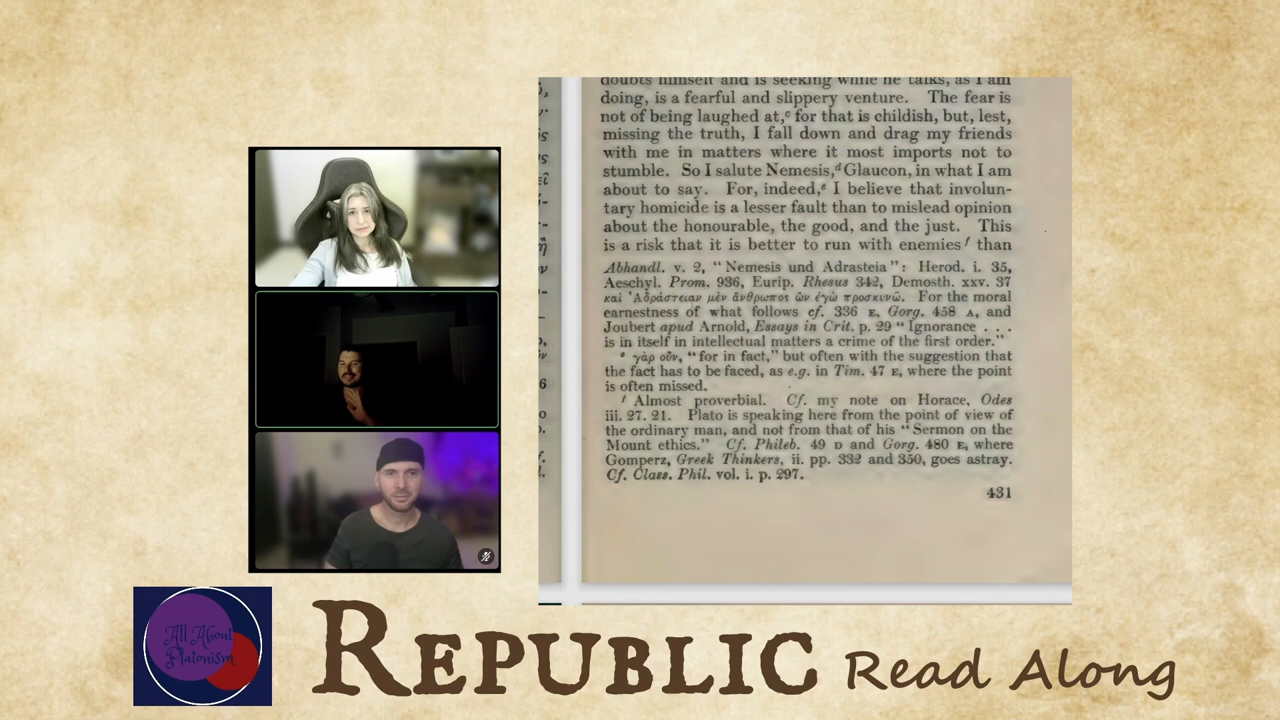 doubts himself and is seeking while he talks, as I am
doing, is a fearful and slippery venture. The fear is
not of being laughed at,ᶜ for that is childish, but, lest,
missing the truth, I fall down and drag my friends
with me in matters where it most imports not to
stumble. So I salute Nemesis,ᵈ Glaucon, in what I am
about to say. For, indeed,ᵉ I believe that involun-
tary homicide is a lesser fault than to mislead opinion
about the honourable, the good, and the just. This
is a risk that it is better to run with enemies ᶠ than
Abhandl. v. 2, “Nemesis und Adrasteia”: Herod. i. 35,
Aeschyl. Prom. 936, Eurip. Rhesus 342, Demosth. xxv. 37
καὶ Ἀδράστειαν μὲν ἄνθρωπος ὢν ἐγὼ προσκυνῶ. For the moral
earnestness of what follows cf. 336 E, Gorg. 458 A, and
Joubert apud Arnold, Essays in Crit. p. 29 “Ignorance . . .
is in itself in intellectual matters a crime of the first order.”
ᵉ γὰρ οὖν, “for in fact,” but often with the suggestion that
the fact has to be faced, as e.g. in Tim. 47 E, where the point
is often missed.
ᶠ Almost proverbial. Cf. my note on Horace, Odes
iii. 27. 21. Plato is speaking here from the point of view of
the ordinary man, and not from that of his “Sermon on the
Mount ethics.” Cf. Phileb. 49 D and Gorg. 480 E, where
Gomperz, Greek Thinkers, ii. pp. 332 and 350, goes astray.
Cf. Class. Phil. vol. i. p. 297.
431
All About
Platonism
REPUBLIC Read Along